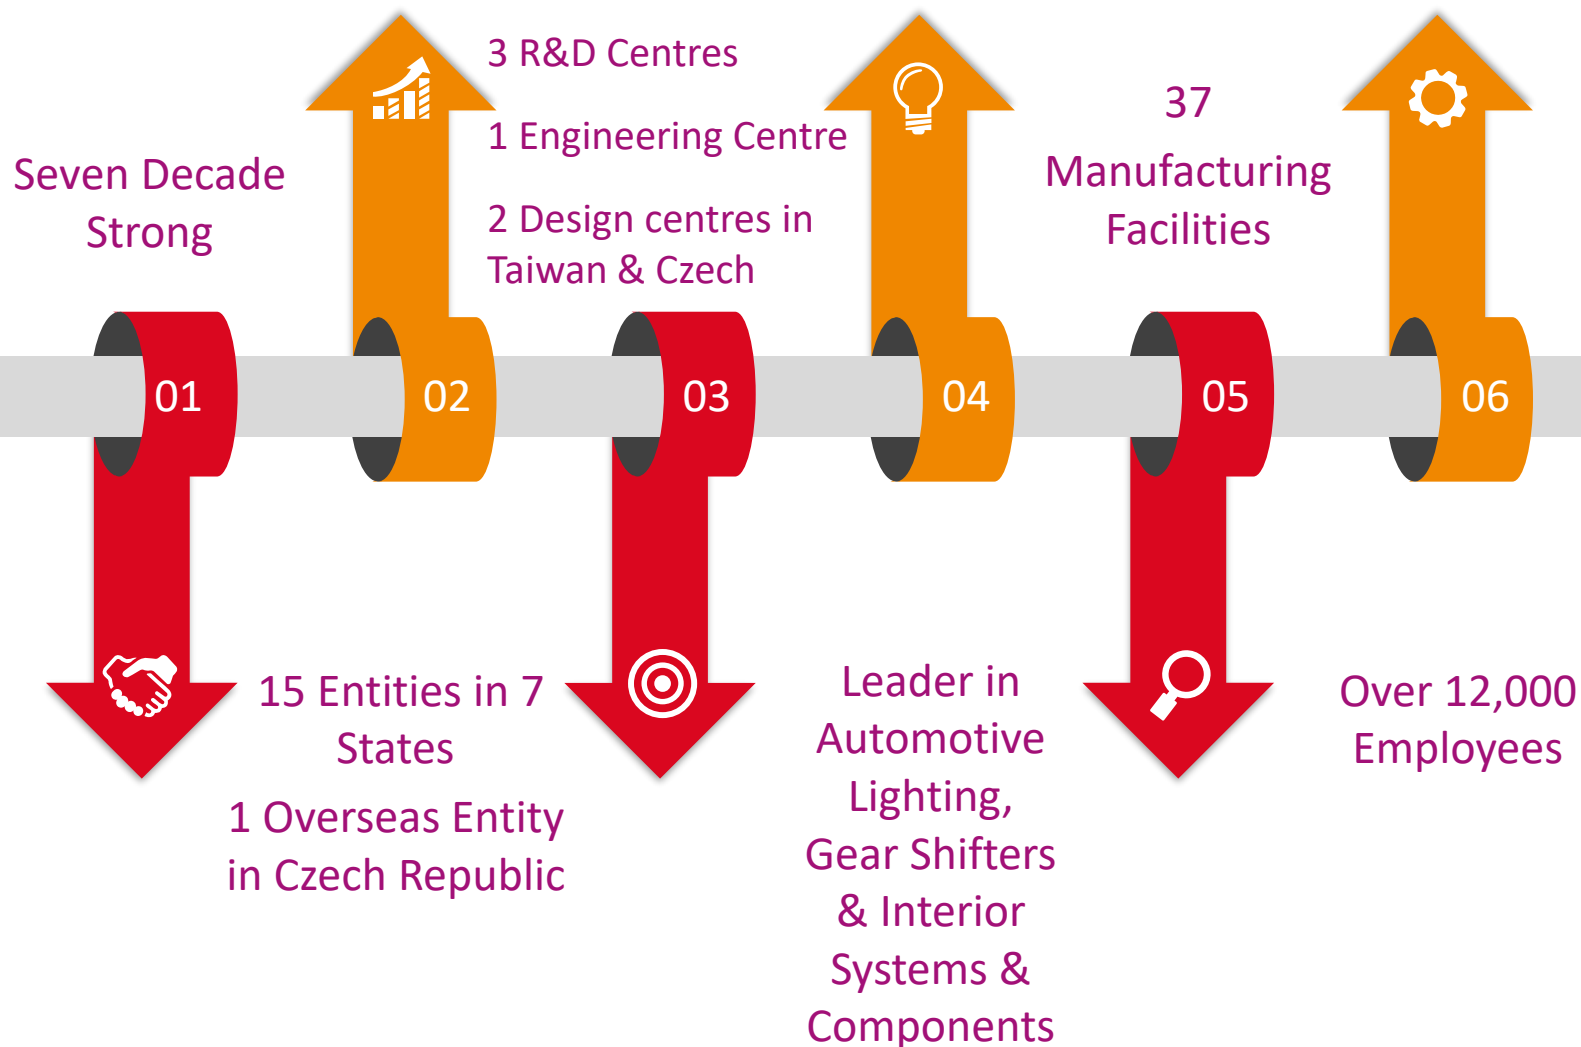 Seven Decade
Strong
01
15 Entities in 7
States
1 Overseas Entity
in Czech Republic
02
3 R&D Centres
1 Engineering Centre
2 Design centres in
Taiwan & Czech
03
Leader in
Automotive
Lighting,
Gear Shifters
& Interior
Systems &
Components
04
37
Manufacturing
Facilities
05
Over 12,000
Employees
06